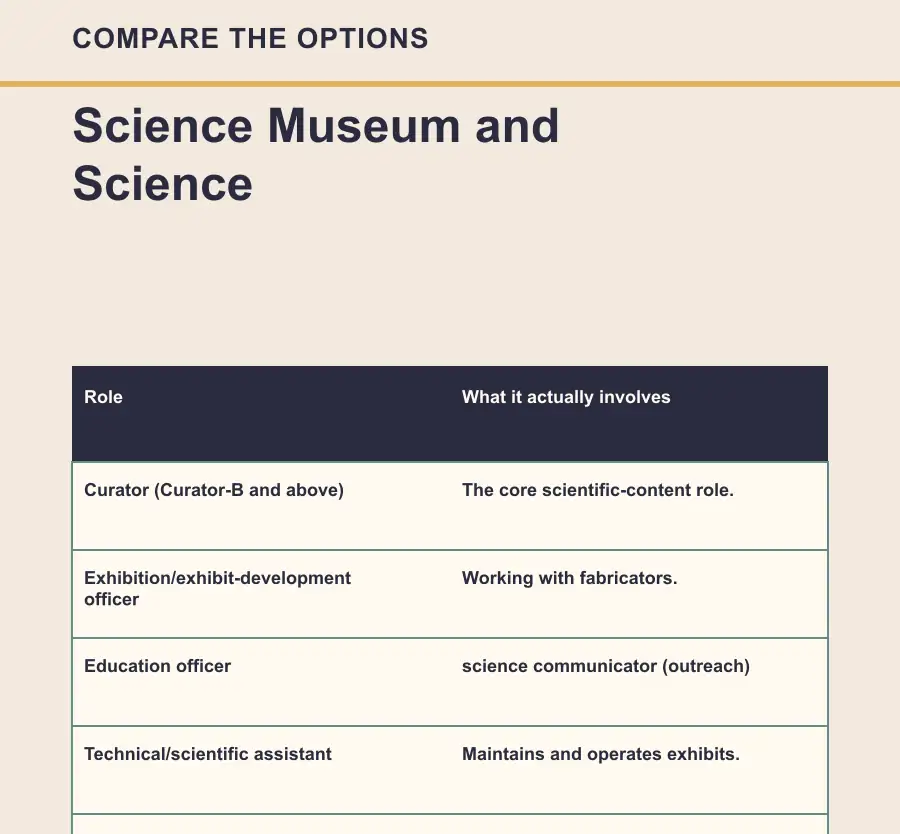 COMPARE THE OPTIONS
Science Museum and
Science
Role
What it actually involves
Curator (Curator-B and above)
The core scientific-content role.
Exhibition/exhibit-development
officer
Working with fabricators.
Education officer
science communicator (outreach)
Technical/scientific assistant
Maintains and operates exhibits.